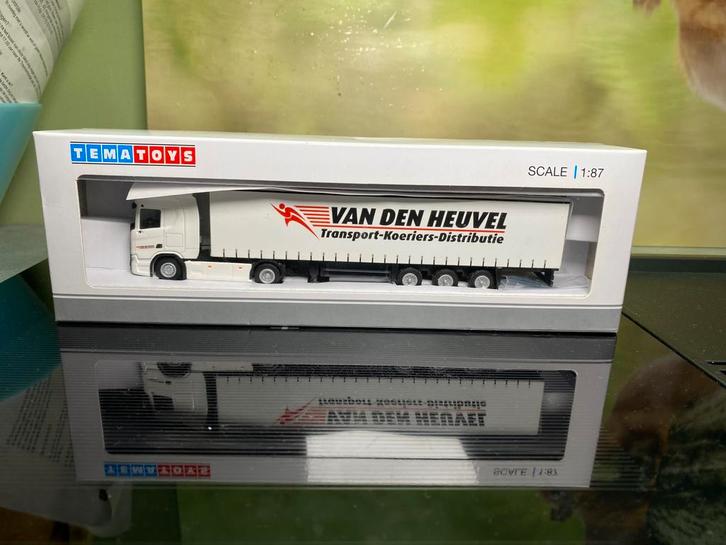 TEMATOYS
SCALE | 1:87
VAN DEN HEUVEL
Transport-Koeriers-Distributie